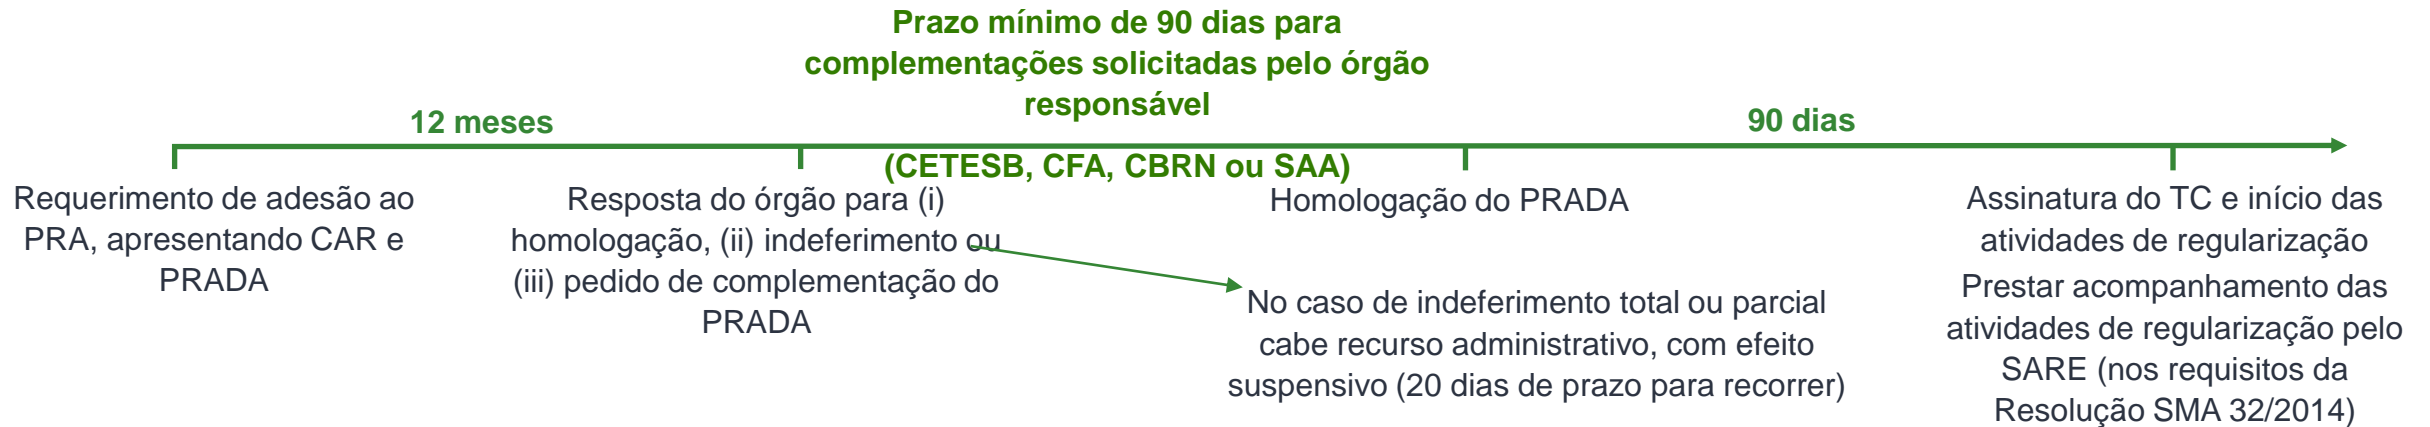 Prazo mínimo de 90 dias para
complementações solicitadas pelo órgão
responsável
(CETESB, CFA, CBRN ou SAA)
12 meses
90 dias
Requerimento de adesão ao
PRA, apresentando CAR e
PRADA
Resposta do órgão para (i)
homologação, (ii) indeferimento ou
(iii) pedido de complementação do
PRADA
Homologação do PRADA
No caso de indeferimento total ou parcial
cabe recurso administrativo, com efeito
suspensivo (20 dias de prazo para recorrer)
Assinatura do TC e início das
atividades de regularização
Prestar acompanhamento das
atividades de regularização pelo
SARE (nos requisitos da
Resolução SMA 32/2014)